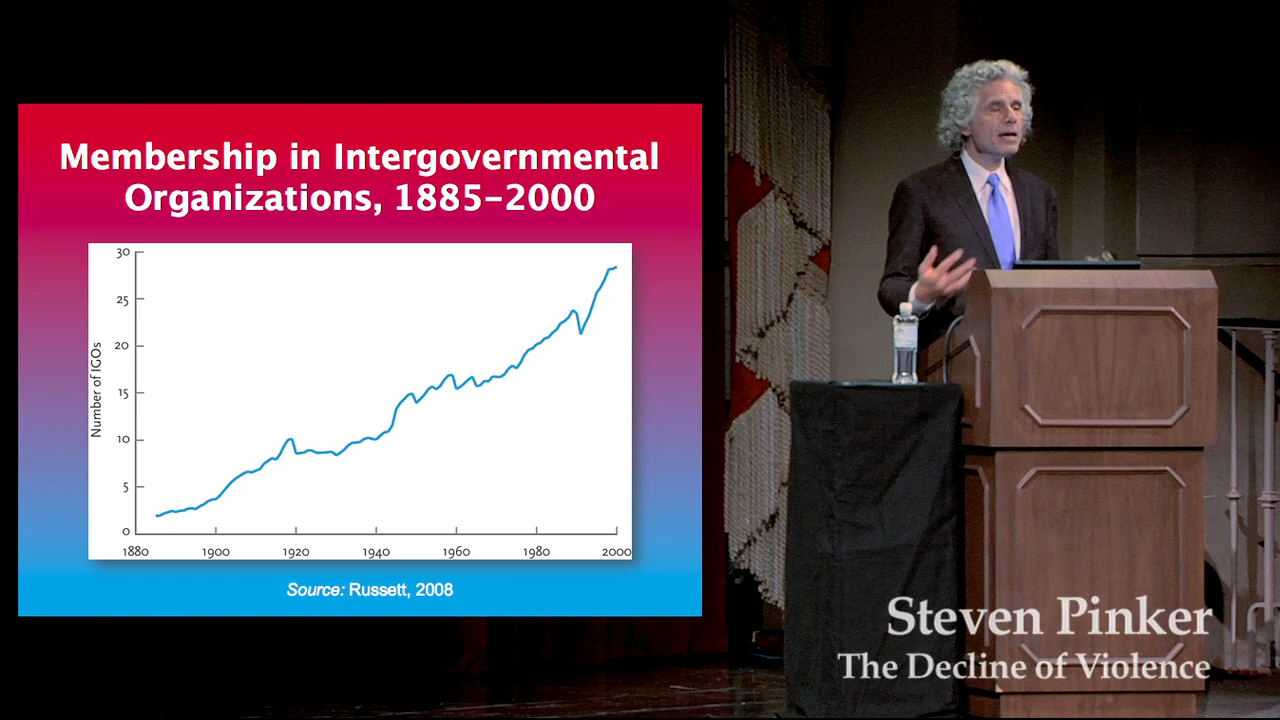 Membership in Intergovernmental
Organizations, 1885–2000
30
25
20
15
10
5
0
Number of IGOs
1880
1900
1920
1940
1960
1980
2000
Source: Russett, 2008
Steven Pinker
The Decline of Violence